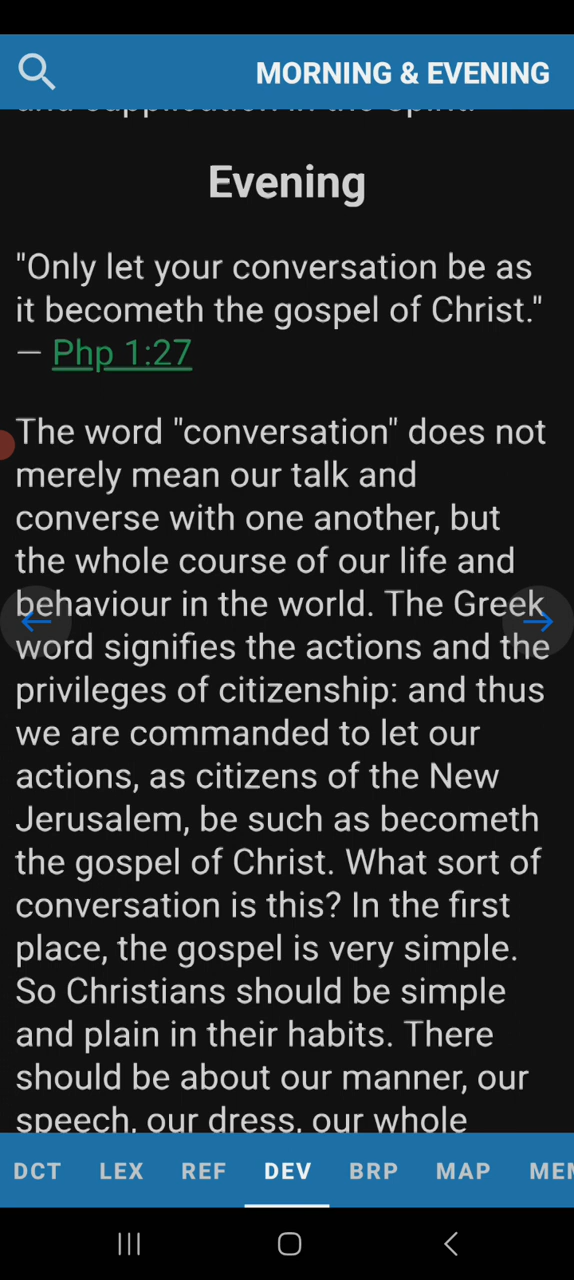 MORNING & EVENING
Evening
"Only let your conversation be as
it becometh the gospel of Christ."
— Php 1:27
The word "conversation" does not
merely mean our talk and
converse with one another, but
the whole course of our life and
behaviour in the world. The Greek
word signifies the actions and the
privileges of citizenship: and thus
we are commanded to let our
actions, as citizens of the New
Jerusalem, be such as becometh
the gospel of Christ. What sort of
conversation is this? In the first
place, the gospel is very simple.
So Christians should be simple
and plain in their habits. There
should be about our manner, our
speech, our dress, our whole
DCT LEX REF DEV BRP MAP